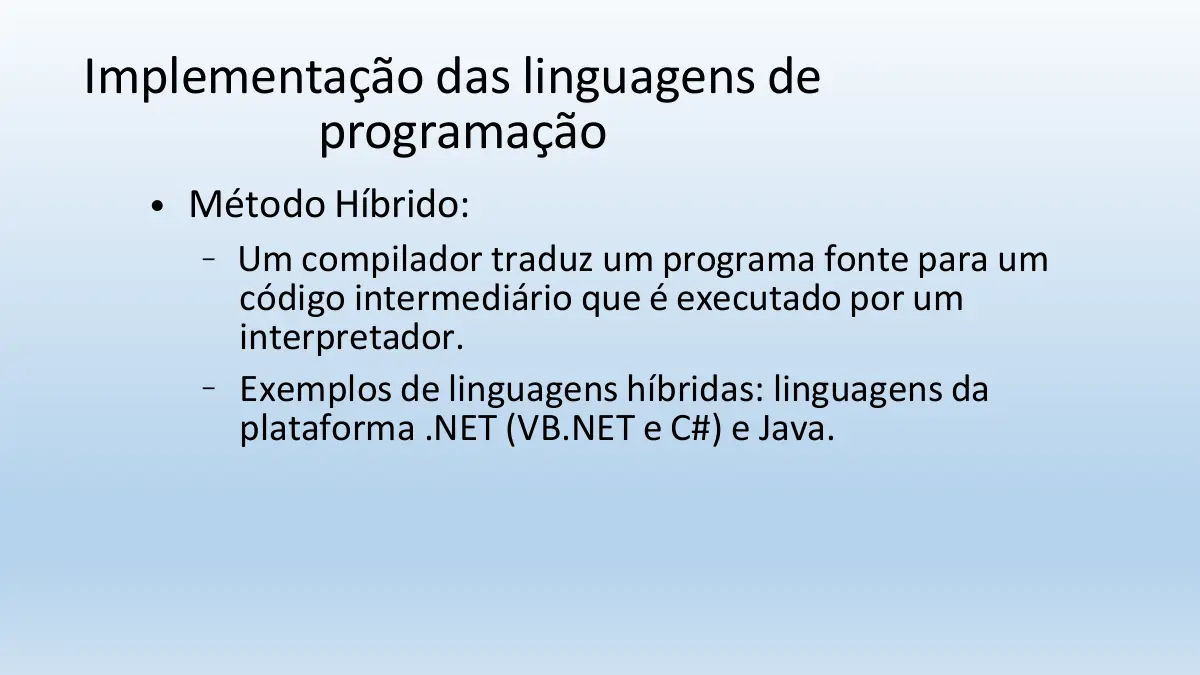 Implementação das linguagens de
programação
• Método Híbrido:
– Um compilador traduz um programa fonte para um
código intermediário que é executado por um
interpretador.
– Exemplos de linguagens híbridas: linguagens da
plataforma .NET (VB.NET e C#) e Java.